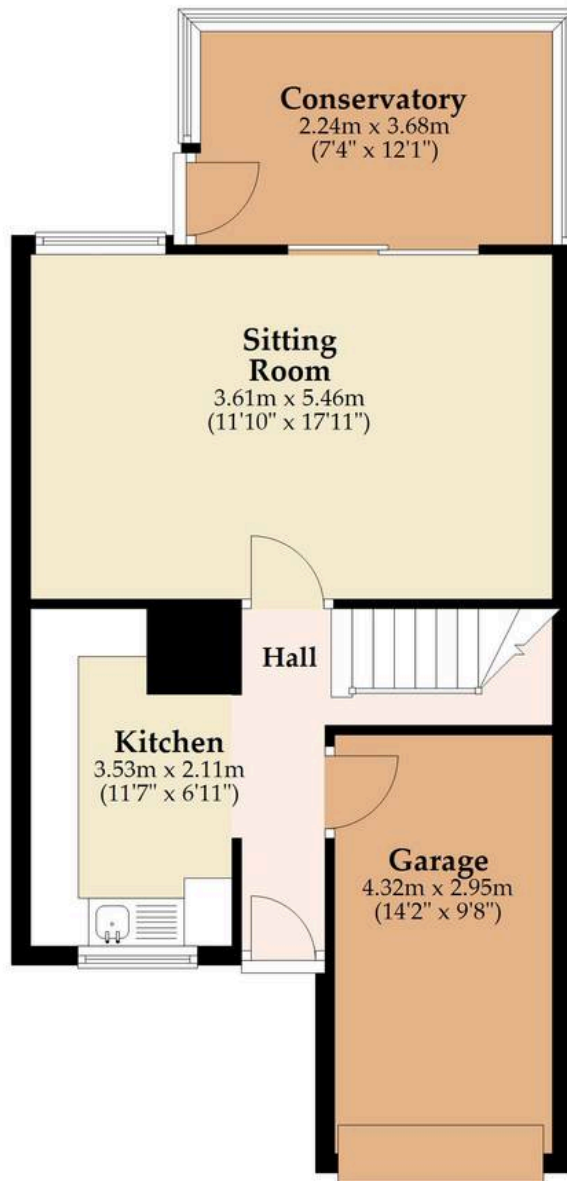 Conservatory
2.24m x 3.68m
(7'4" x 12'1")
Sitting
Room
3.61m x 5.46m
(11'10" x 17'11")
Hall
Kitchen
3.53m x 2.11m
(11'7" x 6'11")
Garage
4.32m x 2.95m
(14'2" x 9'8")